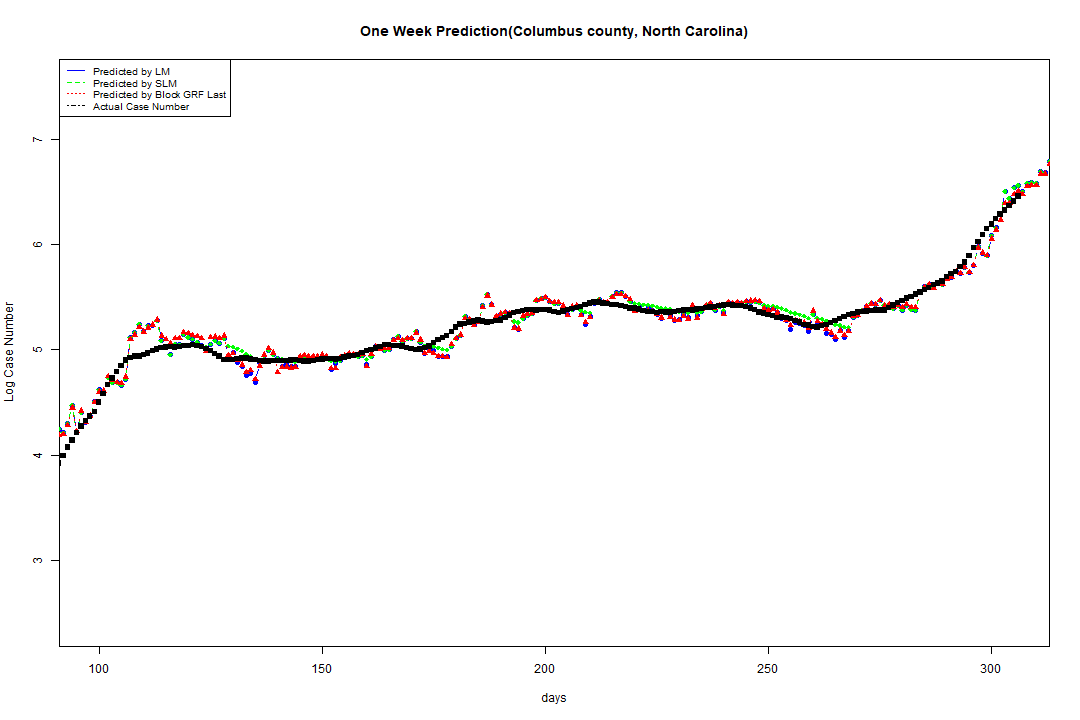 One Week Prediction(Columbus county, North Carolina)
Predicted by LM
Predicted by SLM
Predicted by Block GRF Last
Actual Case Number
7
6
5
4
3
Log Case Number
100 150 200 250 300
days